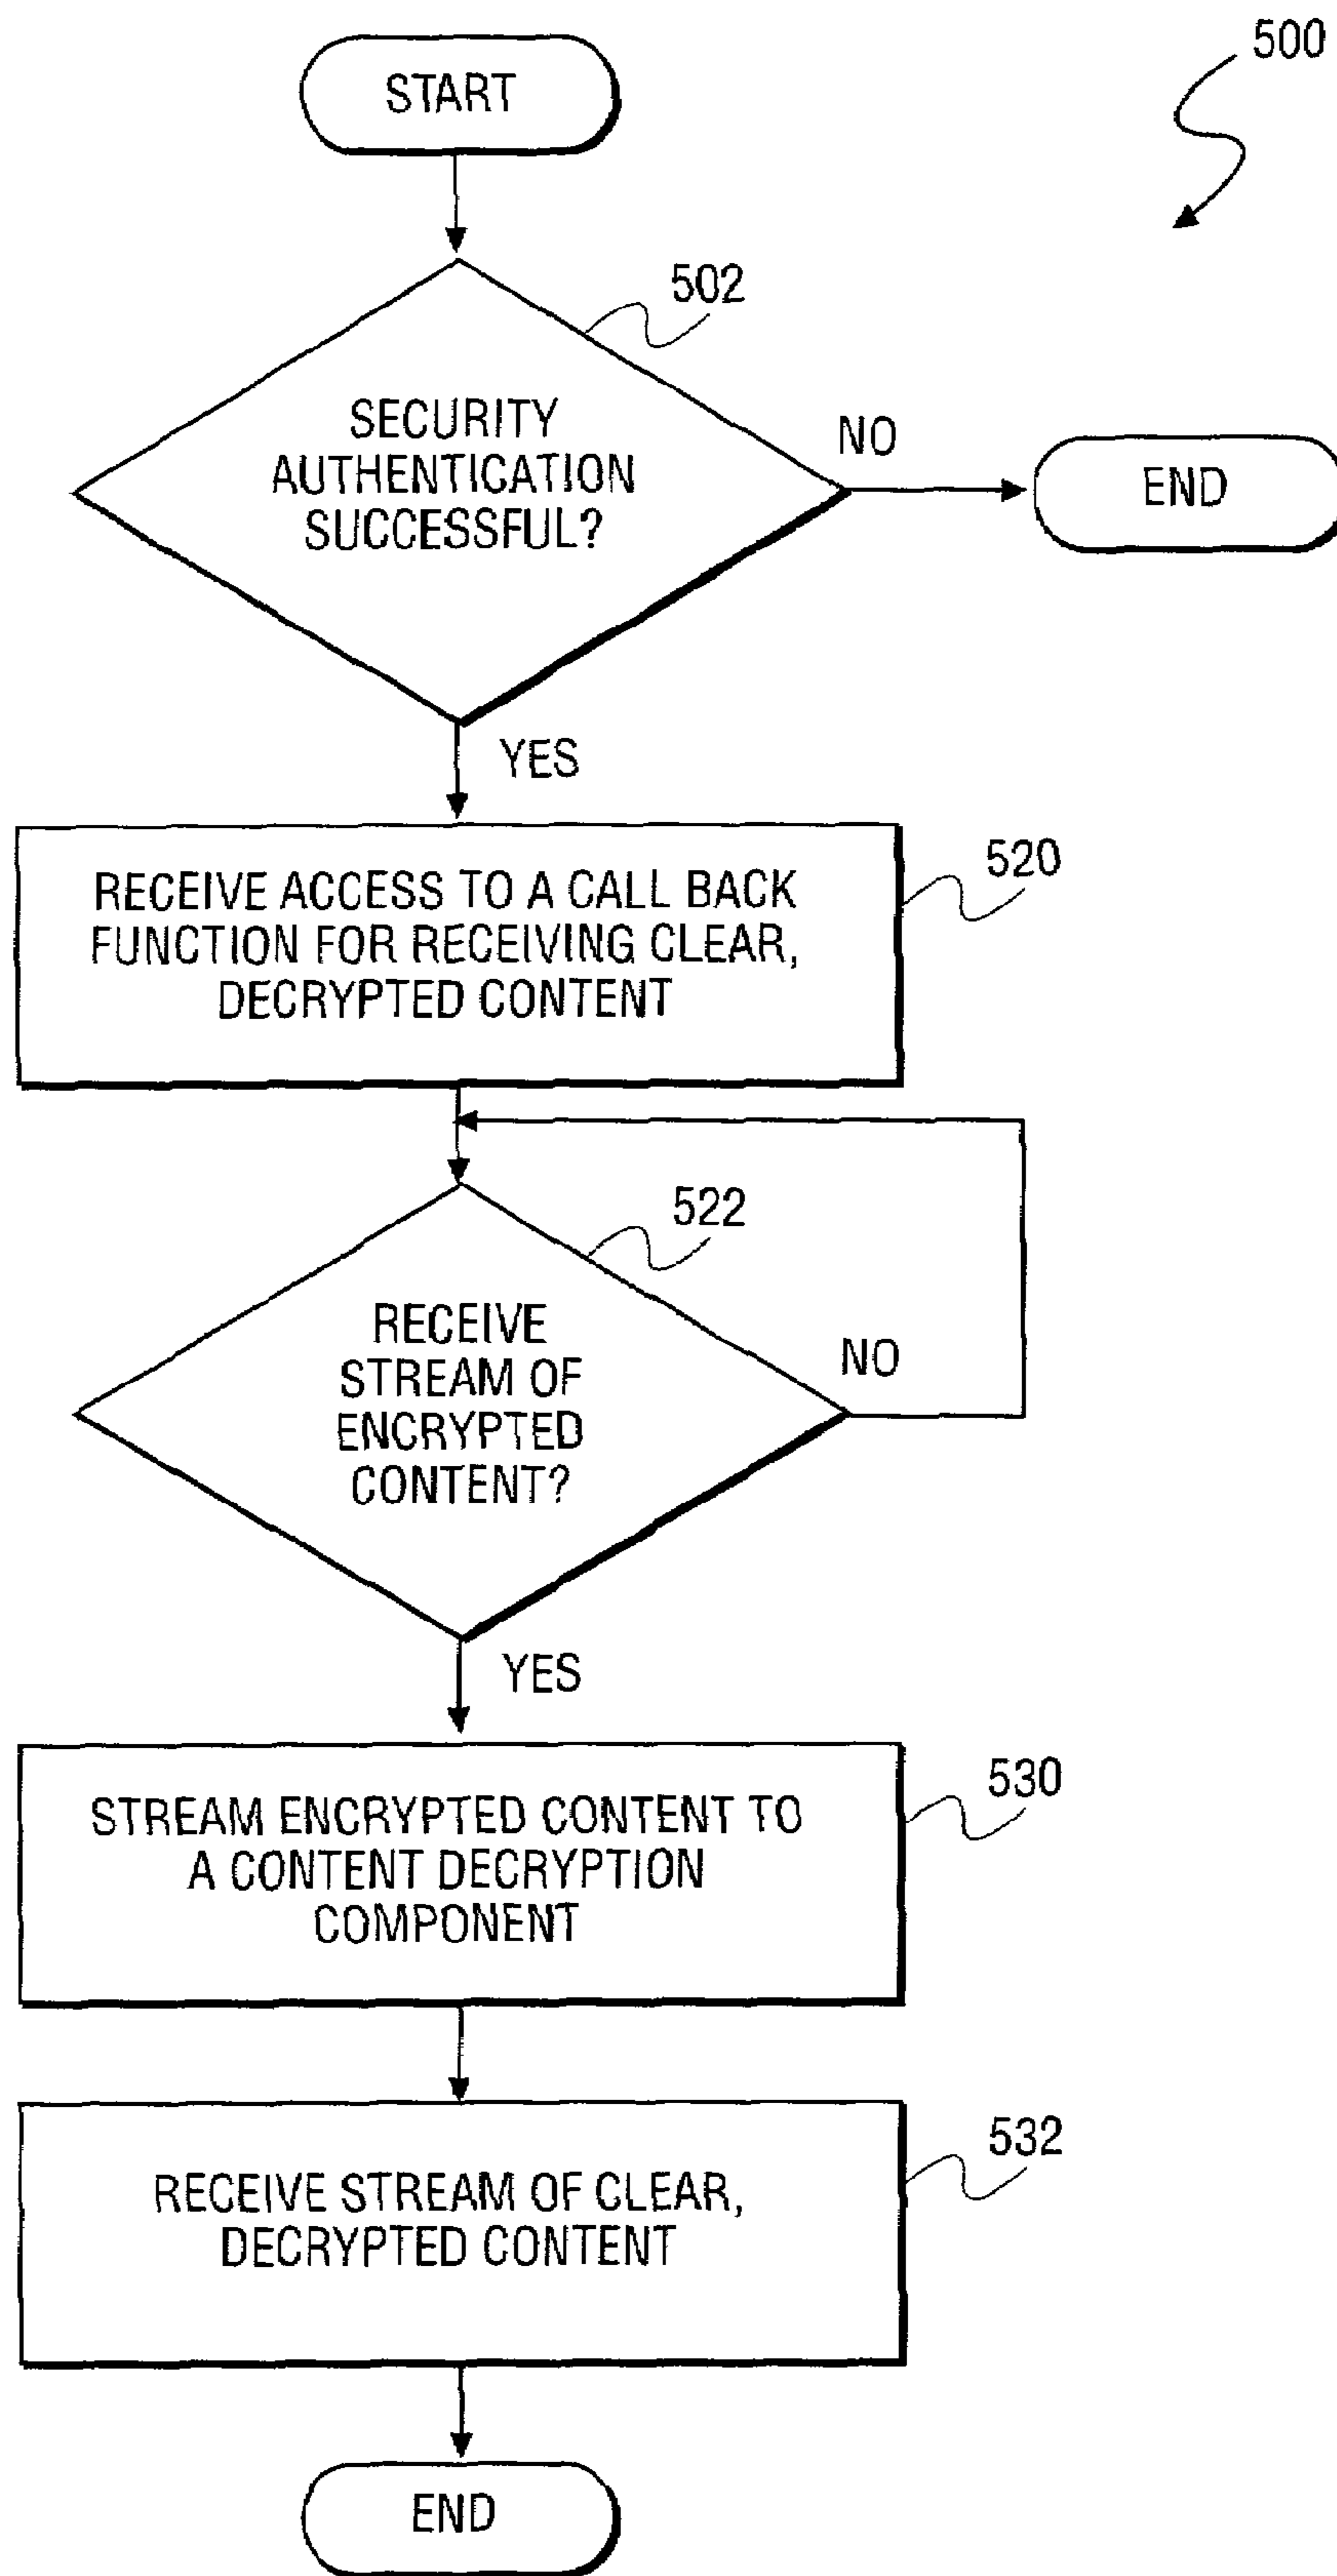 500
START
502
SECURITY
AUTHENTICATION
SUCCESSFUL?
NO
END
YES
520
RECEIVE ACCESS TO A CALL BACK
FUNCTION FOR RECEIVING CLEAR,
DECRYPTED CONTENT
522
RECEIVE
STREAM OF
ENCRYPTED
CONTENT?
NO
YES
530
STREAM ENCRYPTED CONTENT TO
A CONTENT DECRYPTION
COMPONENT
532
RECEIVE STREAM OF CLEAR,
DECRYPTED CONTENT
END